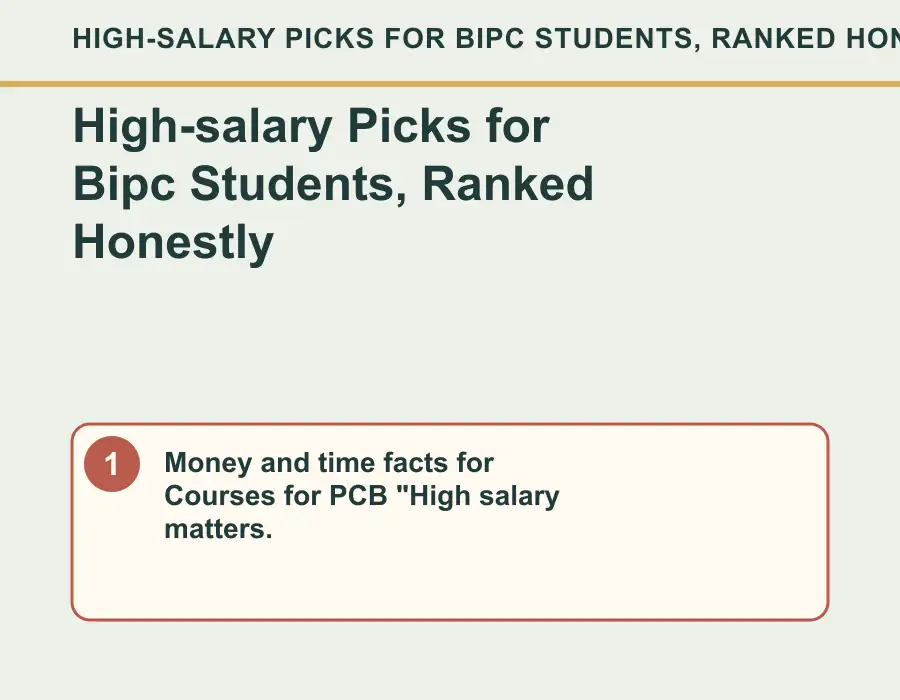 HIGH-SALARY PICKS FOR BIPC STUDENTS, RANKED
High-salary Picks for
Bipc Students, Ranked
Honestly
1
Money and time facts for
Courses for PCB "High salary
matters.